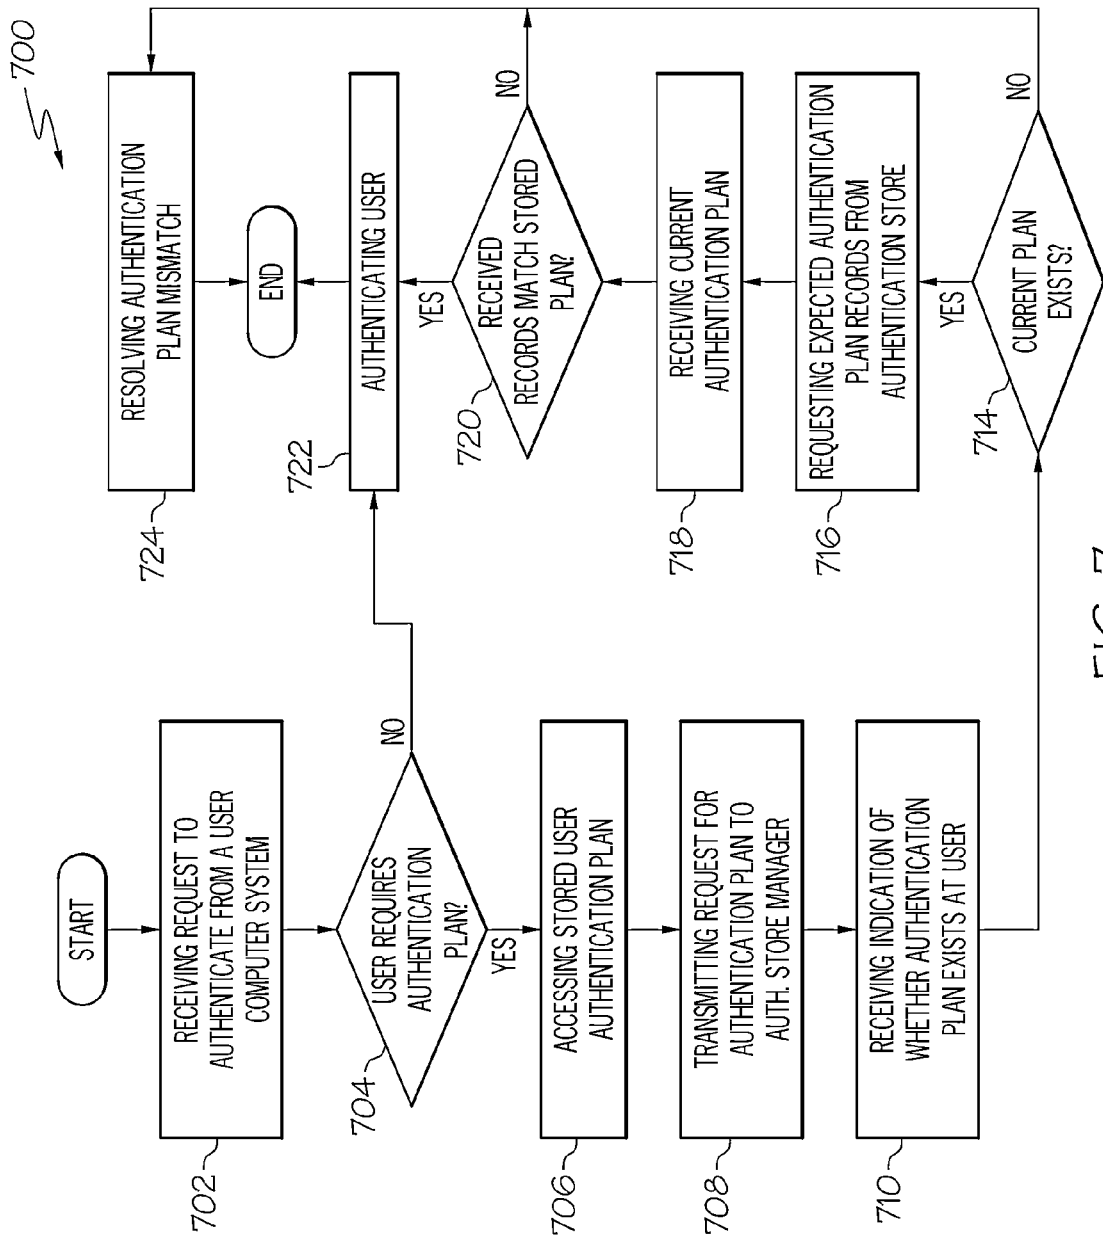 700
START
RECEIVING REQUEST TO
AUTHENTICATE FROM A USER
COMPUTER SYSTEM
702
USER REQUIRES
AUTHENTICATION
PLAN?
704
NO
YES
ACCESSING STORED USER
AUTHENTICATION PLAN
706
TRANSMITTING REQUEST FOR
AUTHENTICATION PLAN TO
AUTH. STORE MANAGER
708
RECEIVING INDICATION OF
WHETHER AUTHENTICATION
PLAN EXISTS AT USER
710
CURRENT PLAN
EXISTS?
714
NO
YES
REQUESTING EXPECTED AUTHENTICATION
PLAN RECORDS FROM
AUTHENTICATION STORE
716
RECEIVING CURRENT
AUTHENTICATION PLAN
718
RECEIVED
RECORDS MATCH STORED
PLAN?
720
NO
YES
AUTHENTICATING USER
722
END
RESOLVING AUTHENTICATION
PLAN MISMATCH
724
FIG. 7